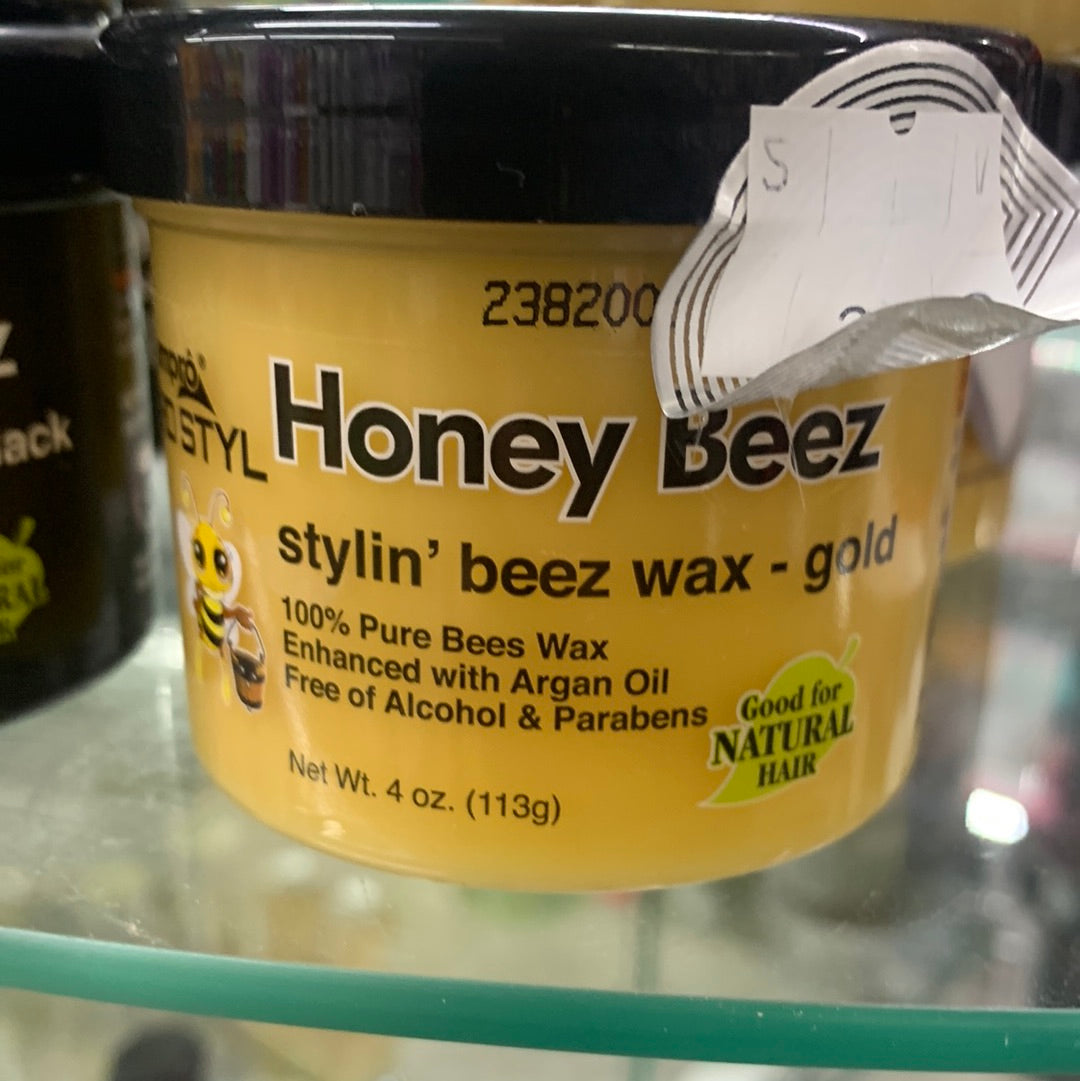 238200
STYL
Honey Beez
stylin' beez wax - gold
100% Pure Bees Wax
Enhanced with Argan Oil
Free of Alcohol & Parabens
Good for
NATURAL
HAIR
Net Wt. 4 oz. (113g)